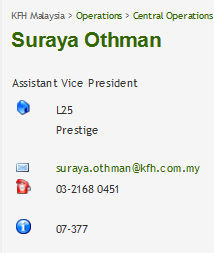 KFH Malaysia > Operations > Central Operations
Suraya Othman
Assistant Vice President
L25
Prestige
suraya.othman@kfh.com.my
03-2168 0451
07-377